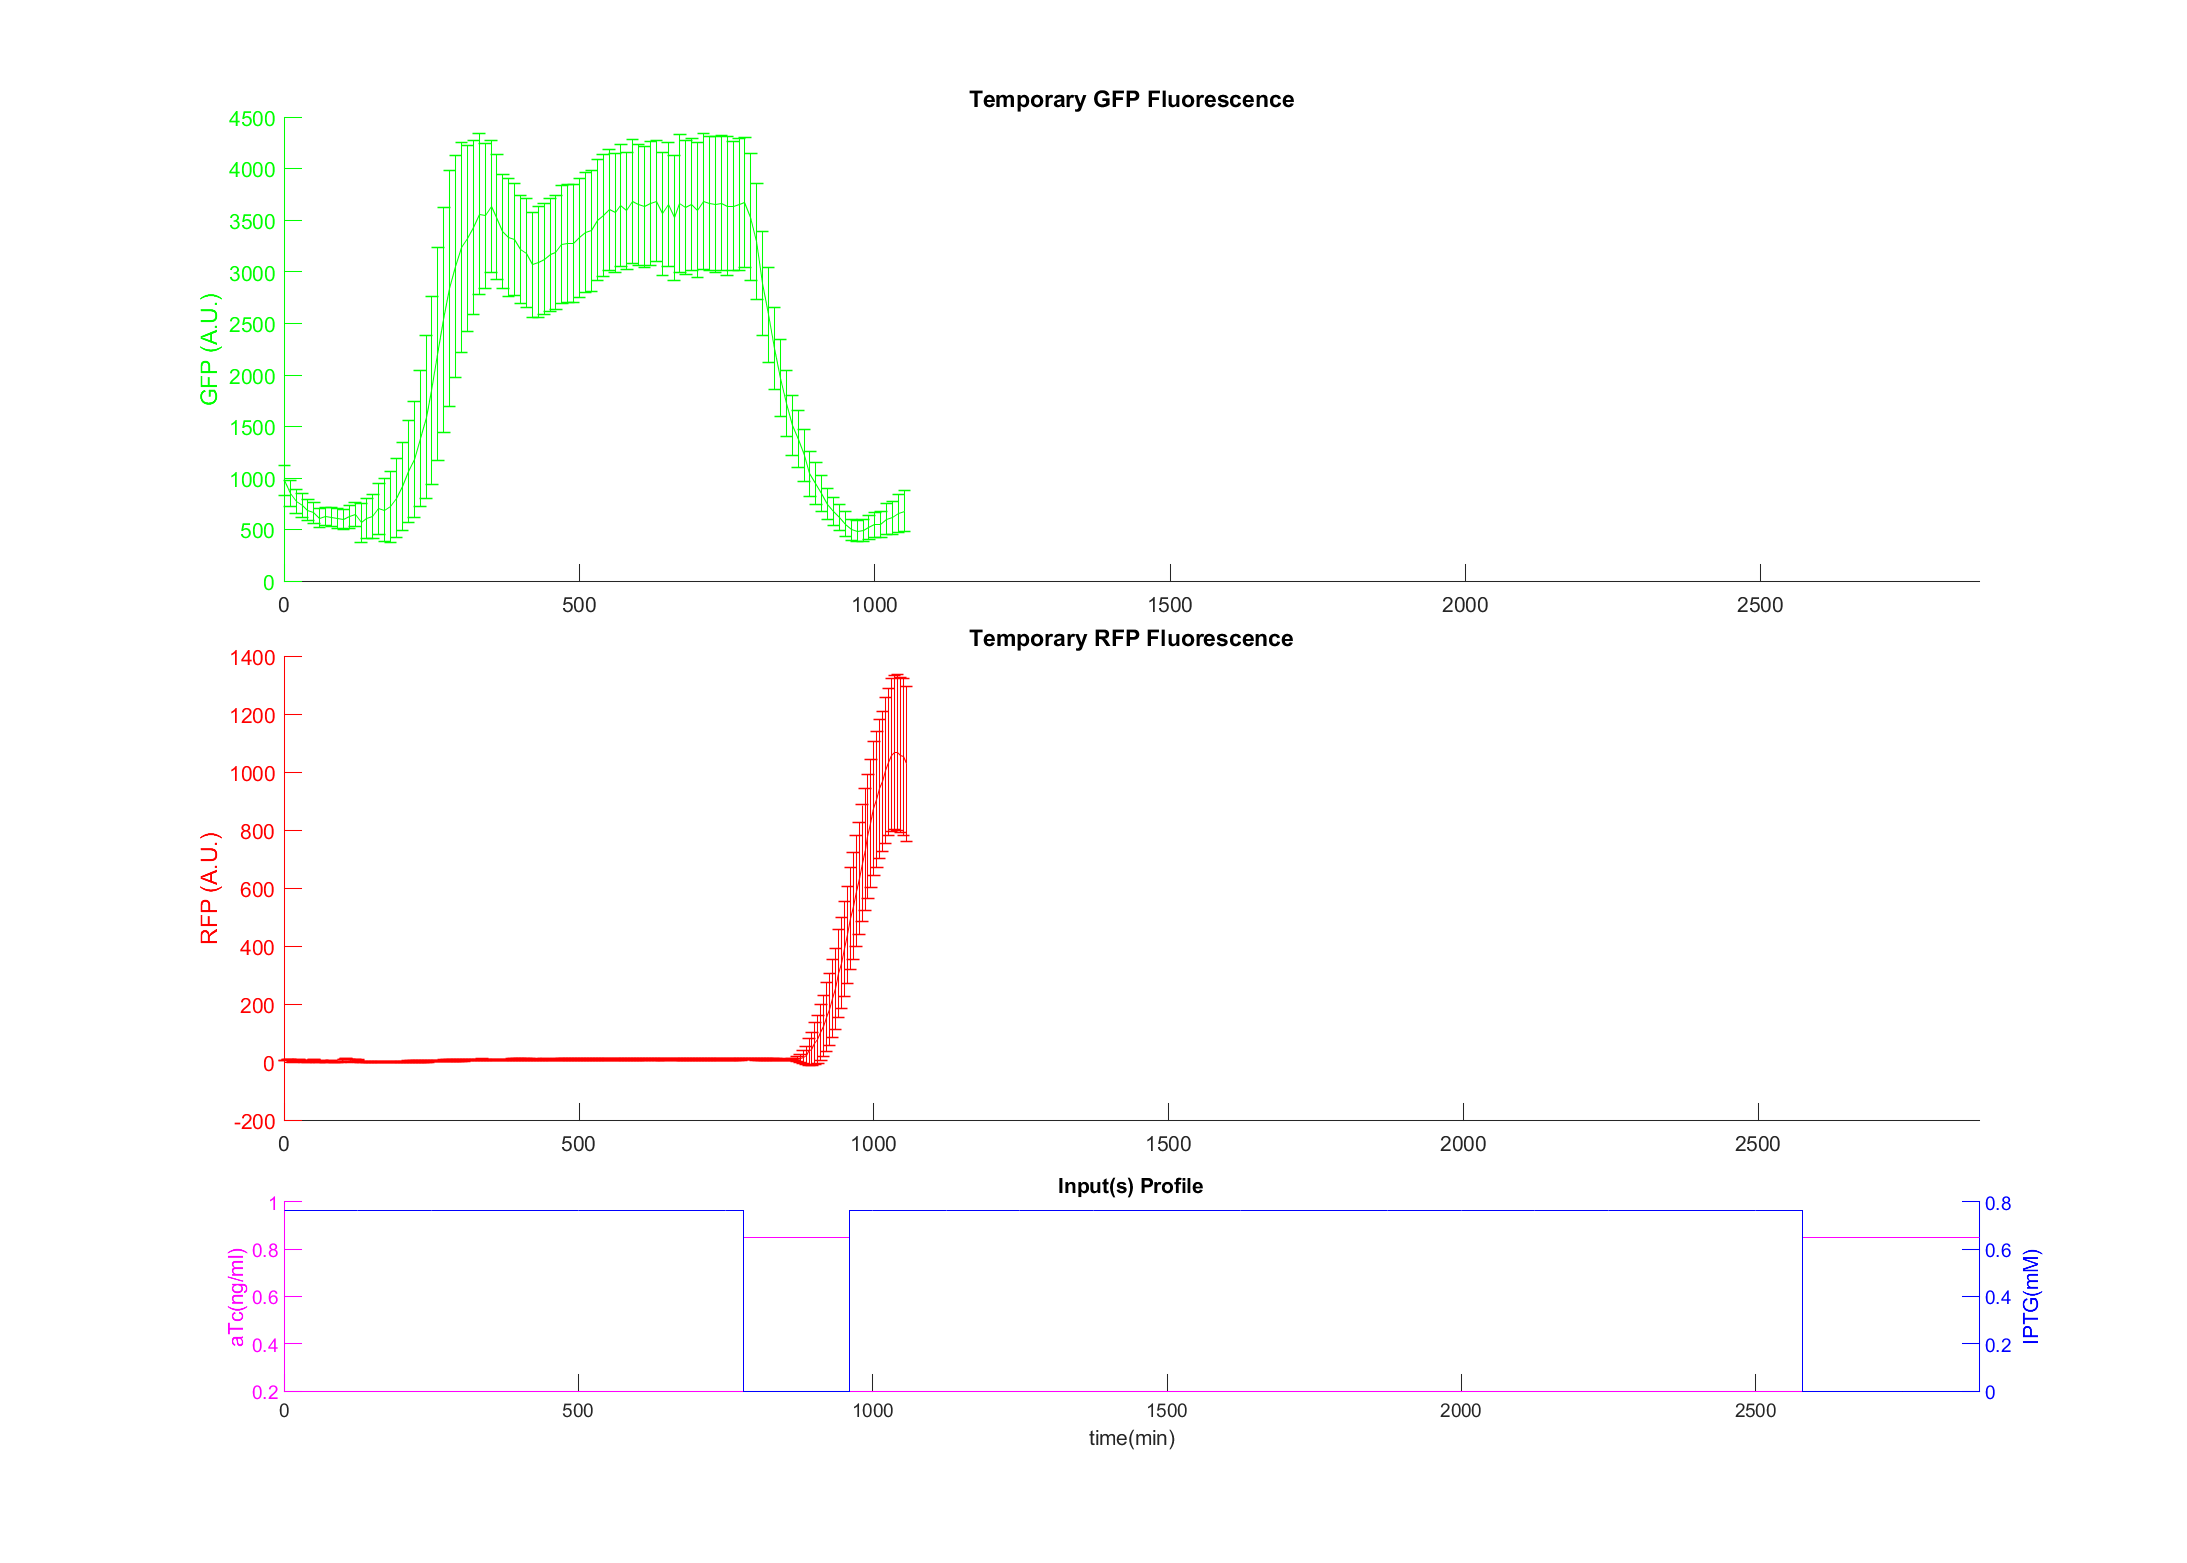 Temporary GFP Fluorescence
4500
4000
3500
3000
2500
2000
1500
1000
500
0
GFP (A.U.)
0 500 1000 1500 2000 2500
Temporary RFP Fluorescence
1400
1200
1000
800
600
400
200
0
-200
RFP (A.U.)
0 500 1000 1500 2000 2500
Input(s) Profile
1
0.8
0.6
0.4
0.2
aTc(ng/ml)
0.8
0.6
0.4
0.2
0
IPTG(mM)
0 500 1000 1500 2000 2500
time(min)